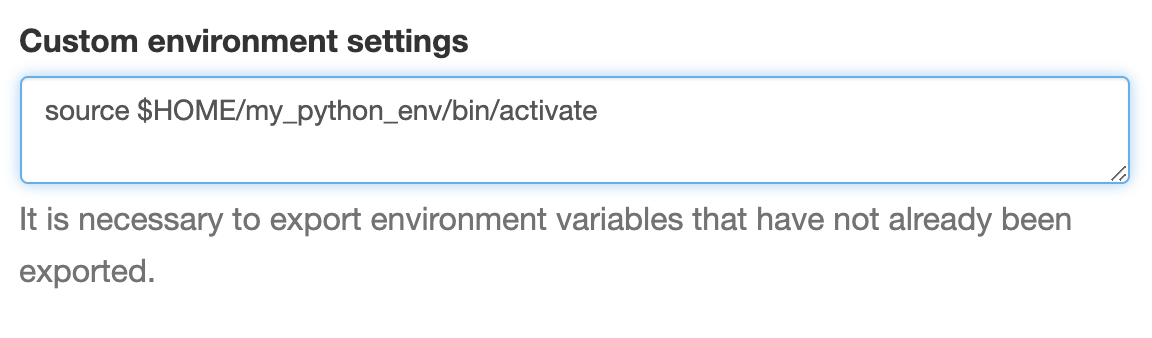 Custom environment settings
source $HOME/my_python_env/bin/activate
It is necessary to export environment variables that have not already been
exported.